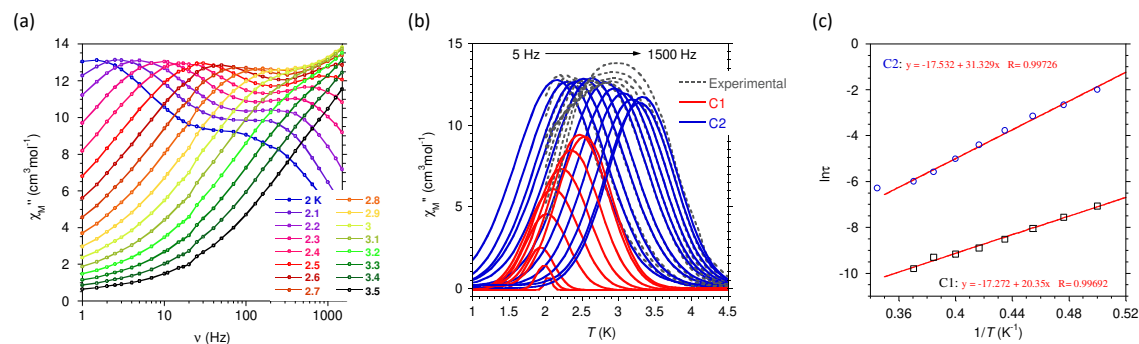 (a)
(b)
(c)
14
12
10
8
6
4
2
0
χM'' (cm3mol-1)
1
10
100
1000
ν (Hz)
2 K
2.1
2.2
2.3
2.4
2.5
2.6
2.7
2.8
2.9
3
3.1
3.2
3.3
3.4
3.5
15
10
5
0
χM'' (cm3mol-1)
5 Hz
1500 Hz
Experimental
C1
C2
1
1.5
2
2.5
3
3.5
4
4.5
T (K)
0
-2
-4
-6
-8
-10
lnτ
C2: y = -17.532 + 31.329x R= 0.99726
C1: y = -17.272 + 20.35x R= 0.99692
0.36
0.4
0.44
0.48
0.52
1/T (K-1)